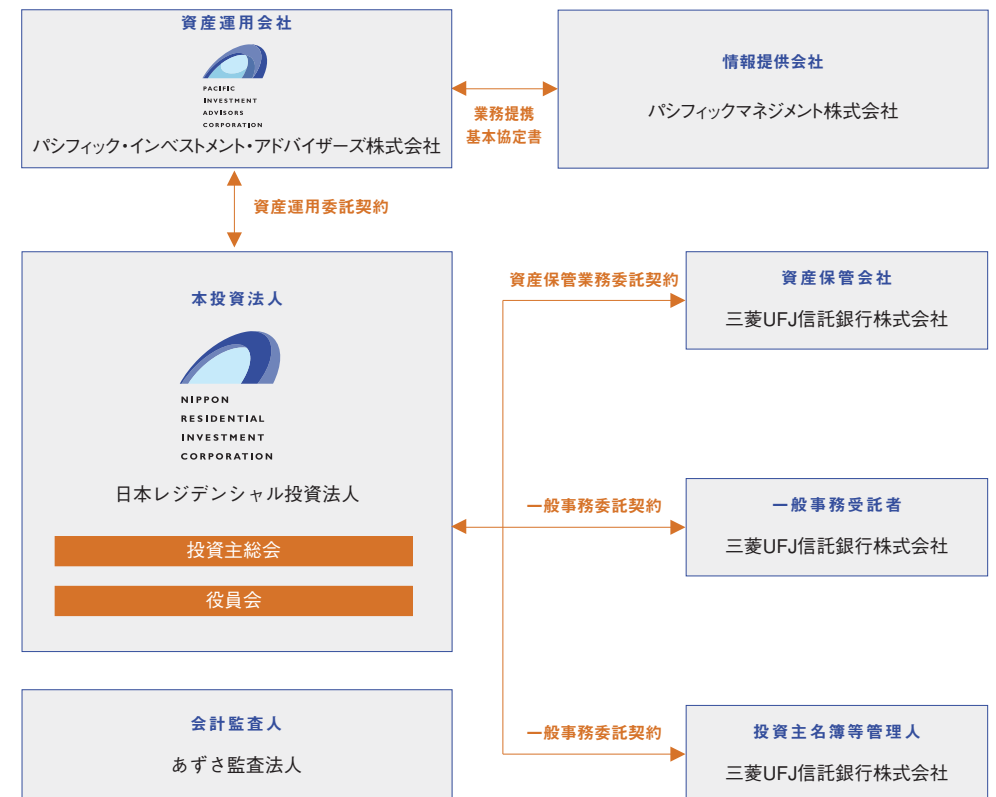 資産運用会社
PACIFIC
INVESTMENT
ADVISORS
CORPORATION
パシフィック・インベストメント・アドバイザーズ株式会社
業務提携
基本協定書
情報提供会社
パシフィックマネジメント株式会社
資産運用委託契約
本投資法人
NIPPON
RESIDENTIAL
INVESTMENT
CORPORATION
日本レジデンシャル投資法人
投資主総会
役員会
資産保管業務委託契約
資産保管会社
三菱UFJ信託銀行株式会社
一般事務委託契約
一般事務受託者
三菱UFJ信託銀行株式会社
会計監査人
あずさ監査法人
一般事務委託契約
投資主名簿等管理人
三菱UFJ信託銀行株式会社